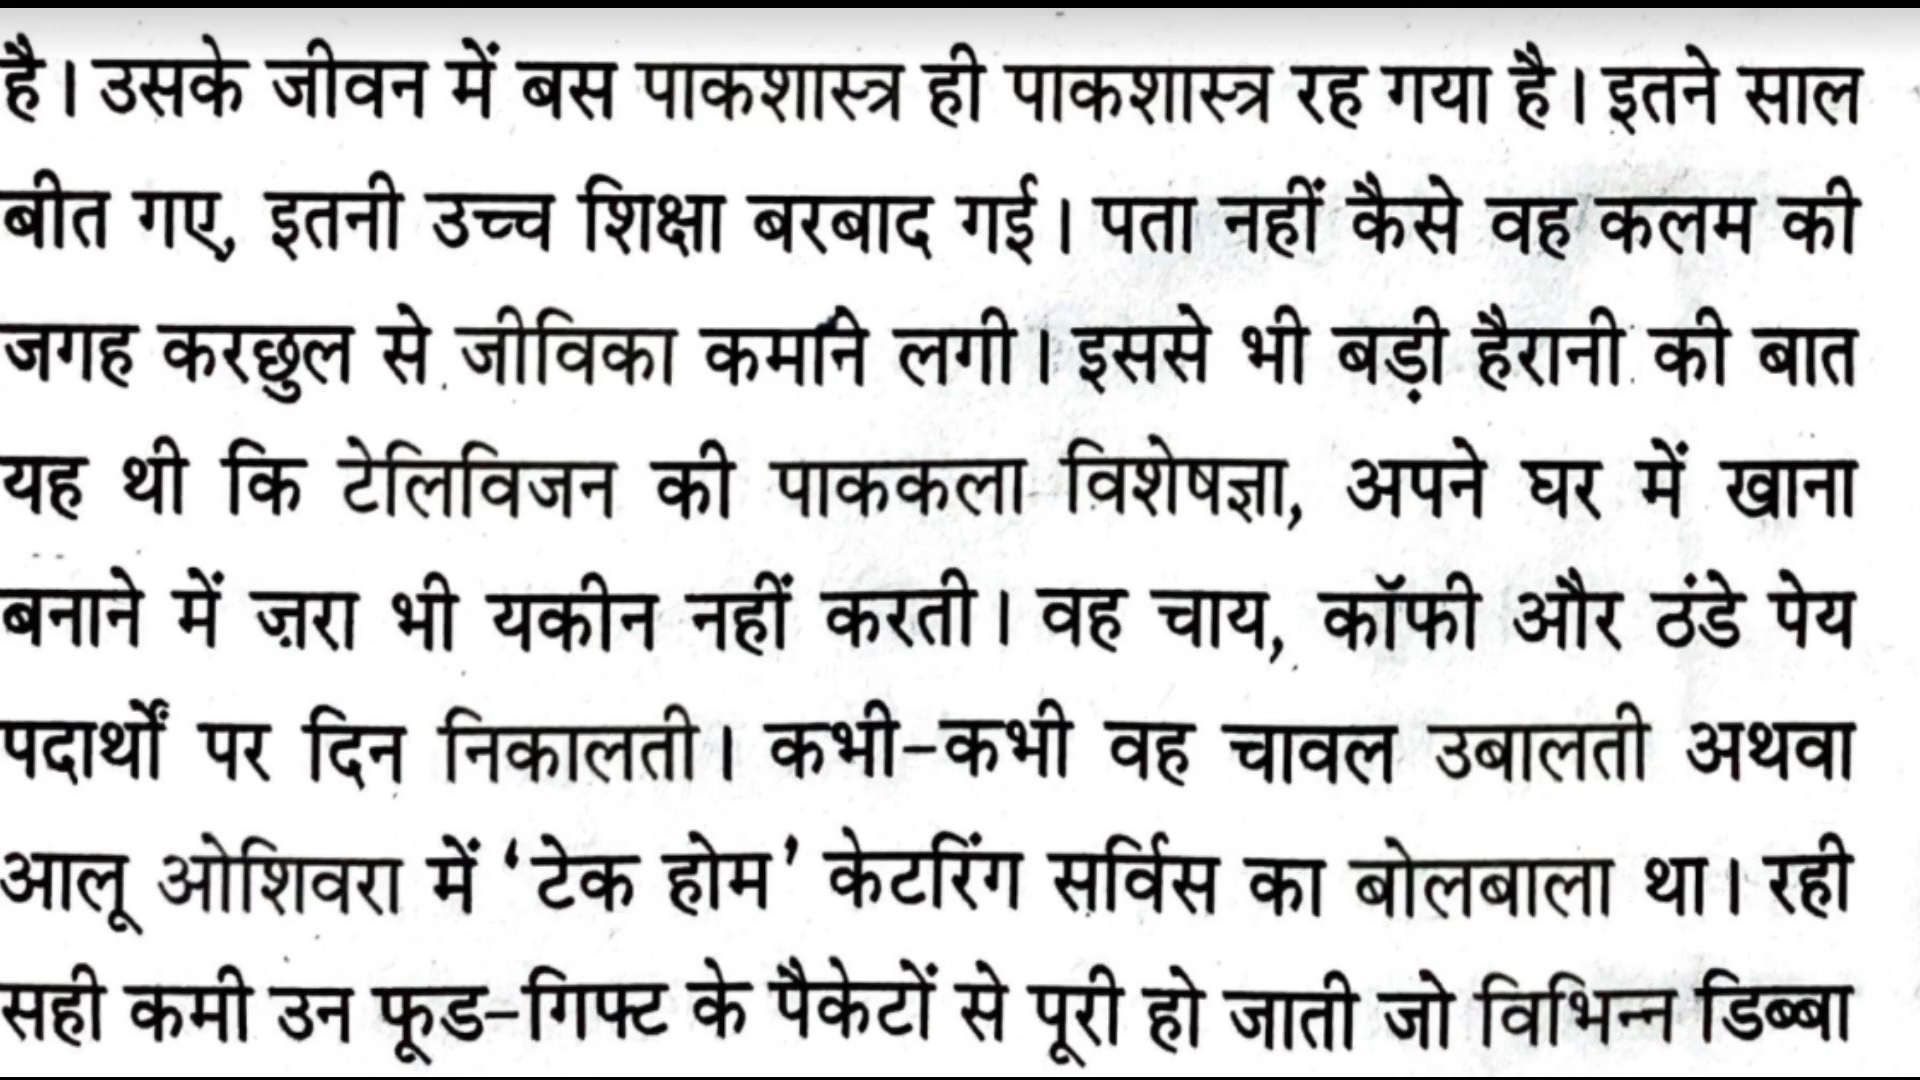 है। उसके जीवन में बस पाकशास्त्र ही पाकशास्त्र रह गया है। इतने साल
बीत गए, इतनी उच्च शिक्षा बरबाद गई। पता नहीं कैसे वह कलम की
जगह करछुल से जीविका कमाने लगी। इससे भी बड़ी हैरानी की बात
यह थी कि टेलिविजन की पाककला विशेषज्ञा, अपने घर में खाना
बनाने में ज़रा भी यकीन नहीं करती। वह चाय, कॉफी और ठंडे पेय
पदार्थों पर दिन निकालती। कभी-कभी वह चावल उबालती अथवा
आलू ओशिवरा में ‘टेक होम’ केटरिंग सर्विस का बोलबाला था। रही
सही कमी उन फूड-गिफ्ट के पैकेटों से पूरी हो जाती जो विभिन्न डिब्बा